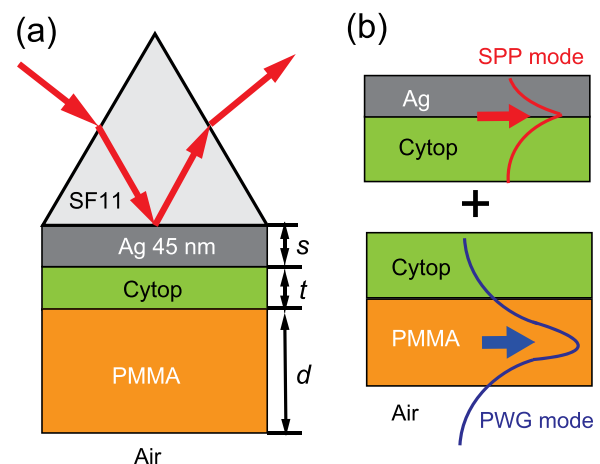 (a)
SF11
Ag 45 nm
s
Cytop
t
PMMA
d
Air
(b)
SPP mode
Ag
Cytop
+
Cytop
PMMA
Air
PWG mode